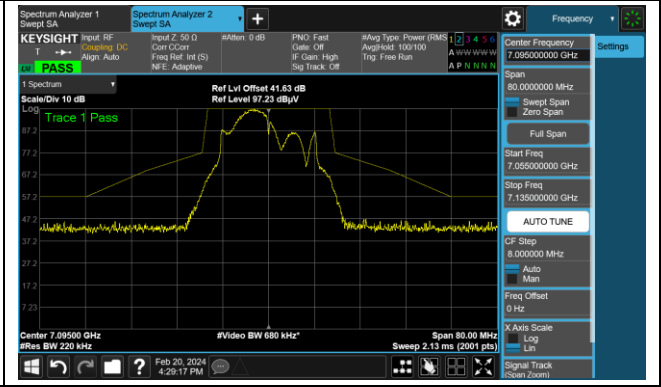 Spectrum Analyzer 1
Swept SA
Spectrum Analyzer 2
Swept SA
Frequency
KEYSIGHT
Input: RF
Coupling: DC
Align: Auto
Input Z: 50 Ω
Corr CCorr
Freq Ref: Int (S)
NFE: Adaptive
#Atten: 0 dB
PNO: Fast
Gate: Off
IF Gain: High
Sig Track: Off
#Avg Type: Power (RMS
Avg|Hold: 100/100
Trig: Free Run
1 2 3 4 5 6
A W W W W W
A P N N N N
T
LXI
PASS
1 Spectrum
Scale/Div 10 dB
Ref Lvl Offset 41.63 dB
Ref Level 97.23 dBµV
Log
Trace 1 Pass
87.2
77.2
67.2
57.2
47.2
37.2
27.2
17.2
7.23
Center 7.09500 GHz
#Res BW 220 kHz
#Video BW 680 kHz*
Span 80.00 MHz
Sweep 2.13 ms (2001 pts)
Feb 20, 2024
4:29:17 PM
Center Frequency
7.095000000 GHz
Settings
Span
80.0000000 MHz
Swept Span
Zero Span
Full Span
Start Freq
7.055000000 GHz
Stop Freq
7.135000000 GHz
AUTO TUNE
CF Step
8.000000 MHz
Auto
Man
Freq Offset
0 Hz
X Axis Scale
Log
Lin
Signal Track
(Span Zoom)